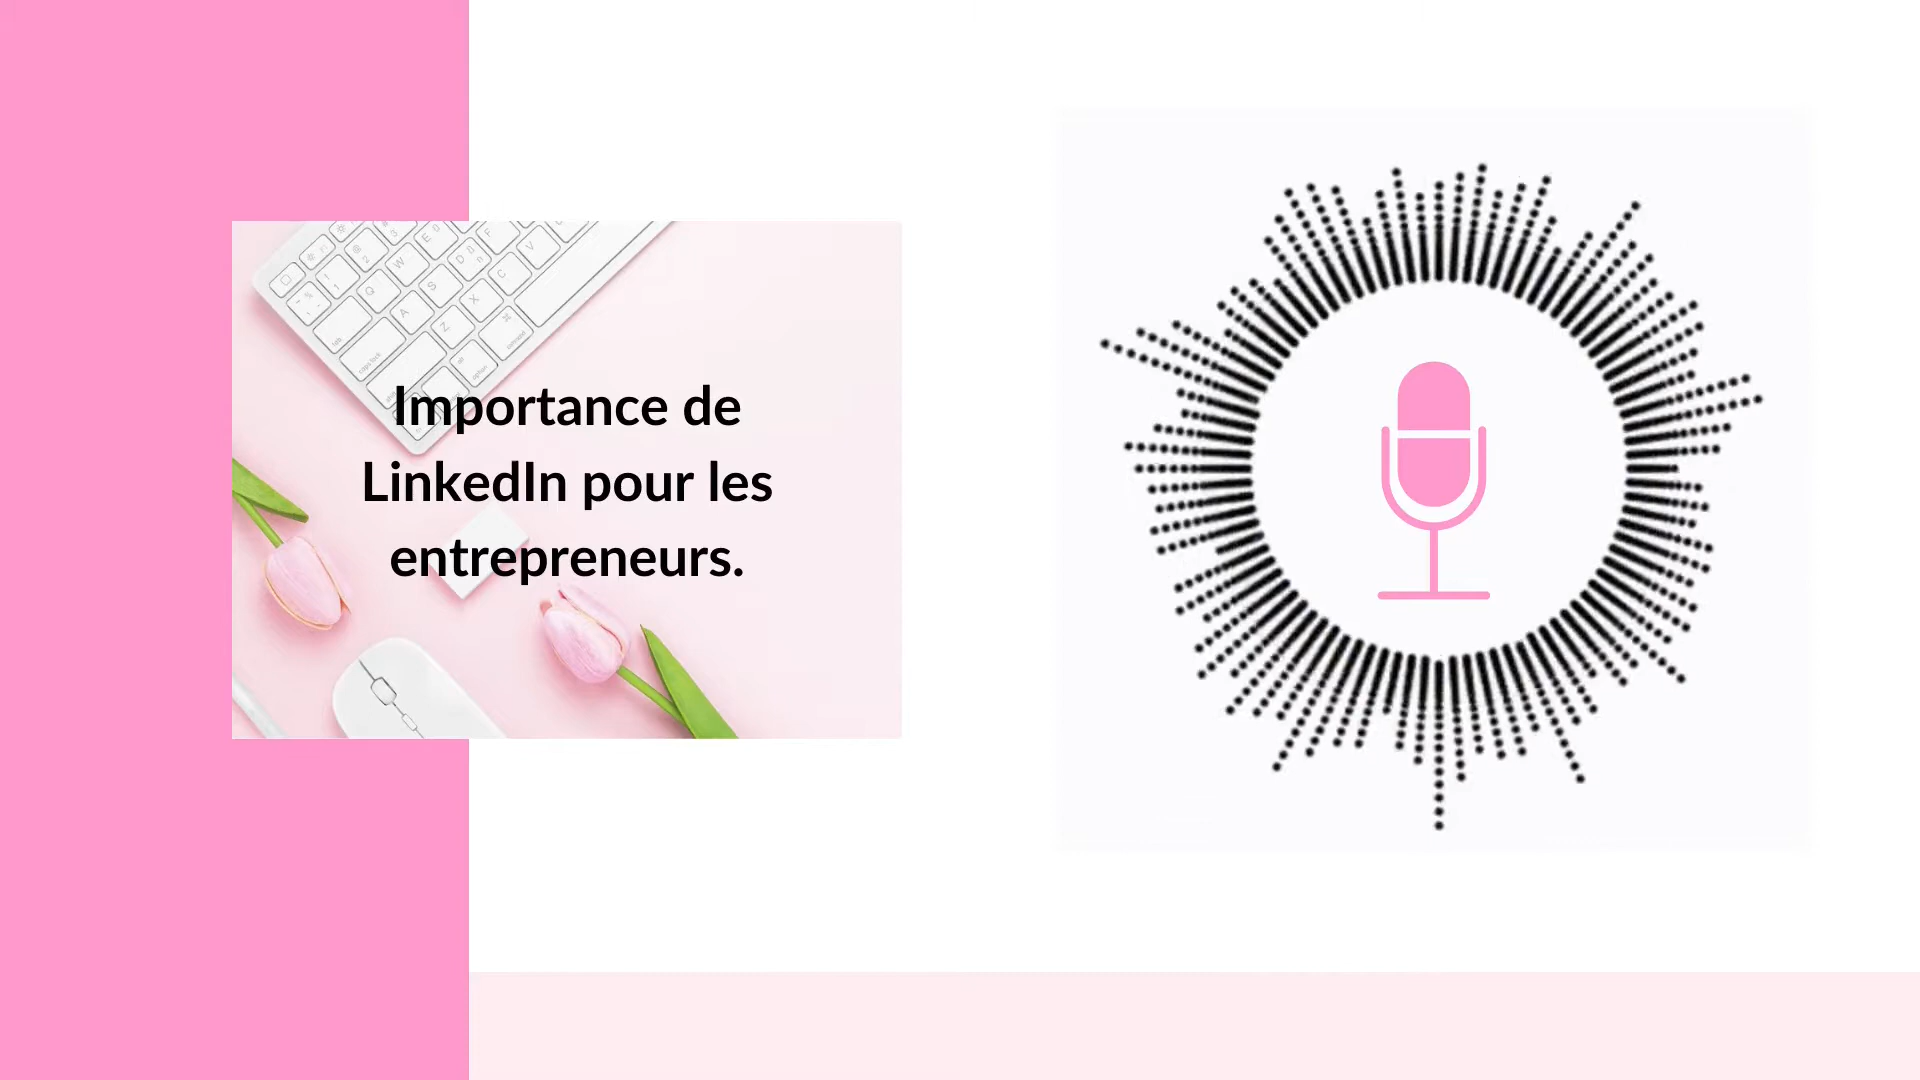 Importance de
LinkedIn pour les
entrepreneurs.